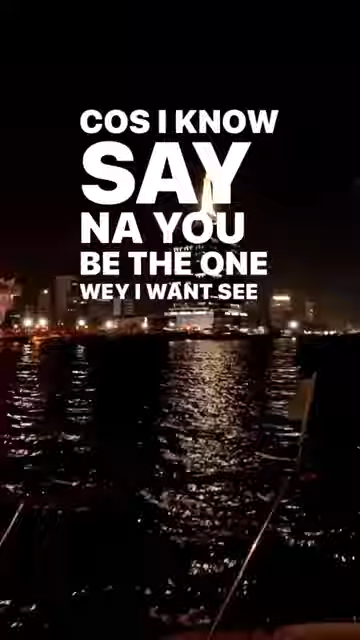 COS I KNOW
SAY
NA YOU
BE THE ONE
WEY I WANT SEE